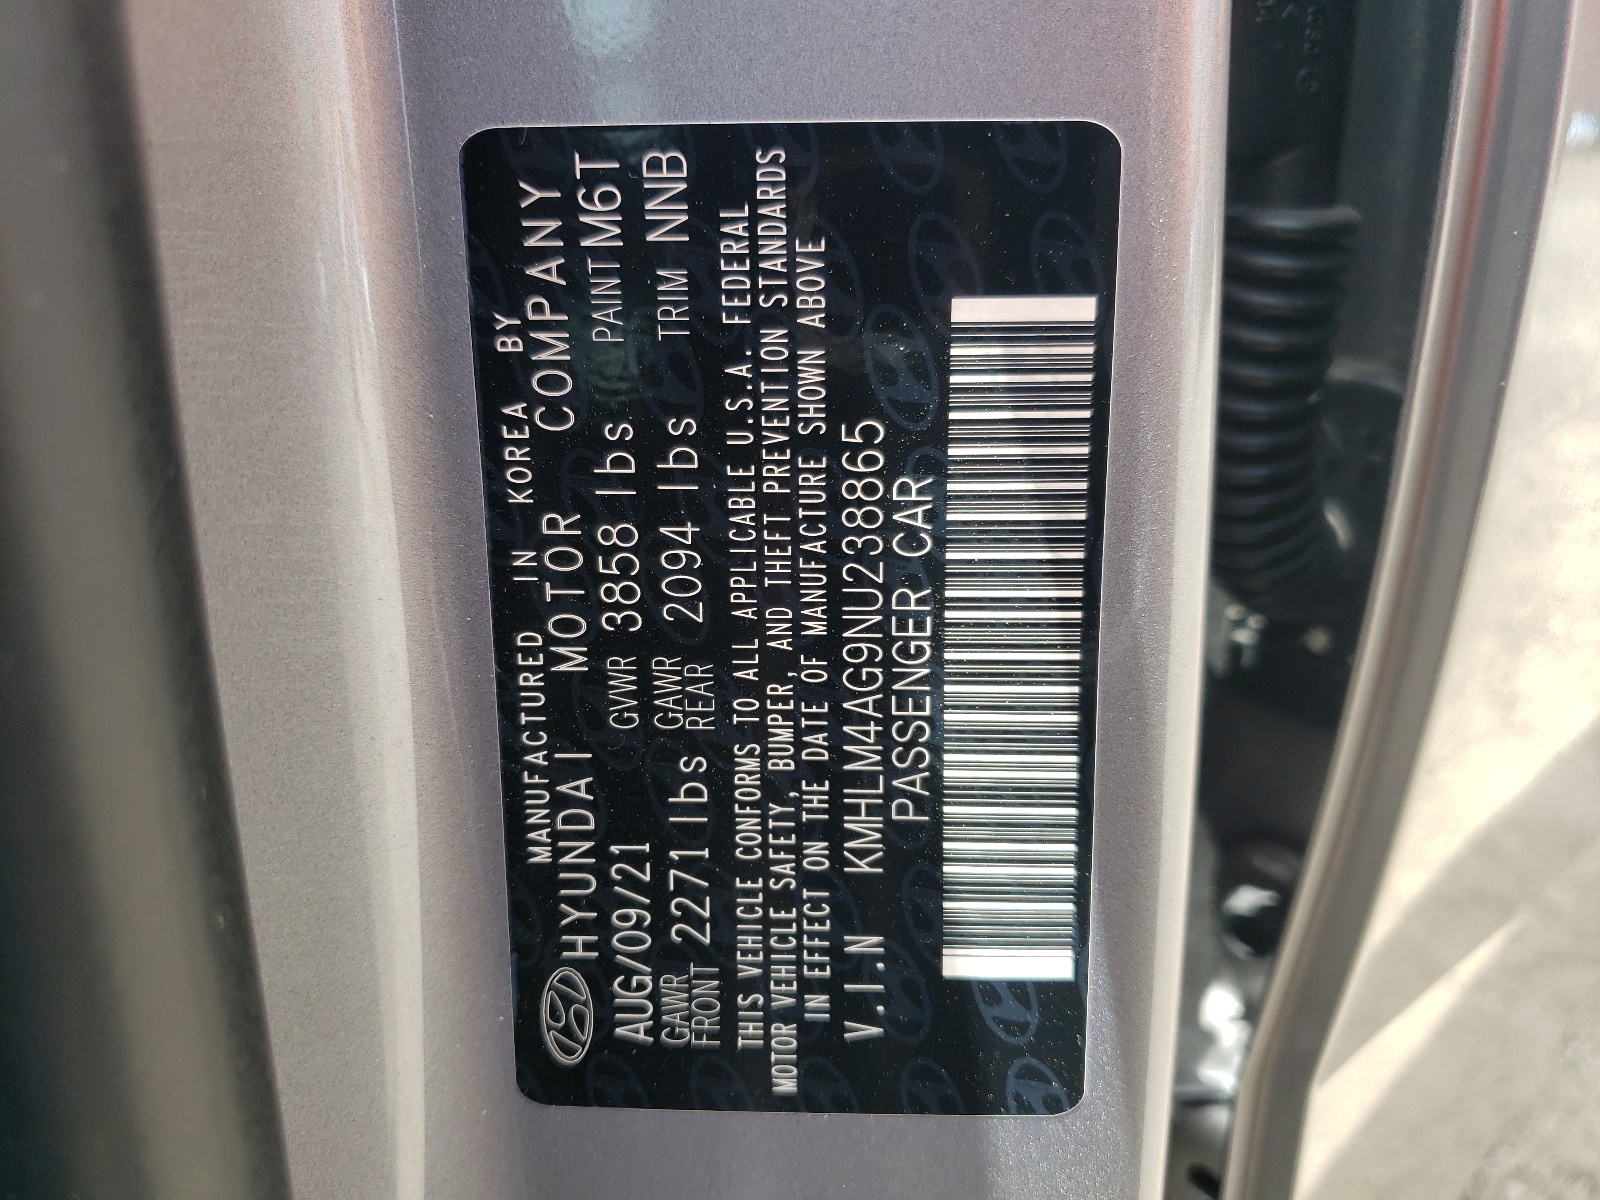 MANUFACTURED IN KOREA BY
HYUNDAI MOTOR COMPANY
AUG/09/21 GVWR 3858 lbs PAINT M6T
GAWR FRONT 2271 lbs GAWR REAR 2094 lbs TRIM NNB
THIS VEHICLE CONFORMS TO ALL APPLICABLE U.S.A. FEDERAL
MOTOR VEHICLE SAFETY, BUMPER, AND THEFT PREVENTION STANDARDS
IN EFFECT ON THE DATE OF MANUFACTURE SHOWN ABOVE
V.I.N KMHLM4AG9NU238865
PASSENGER CAR